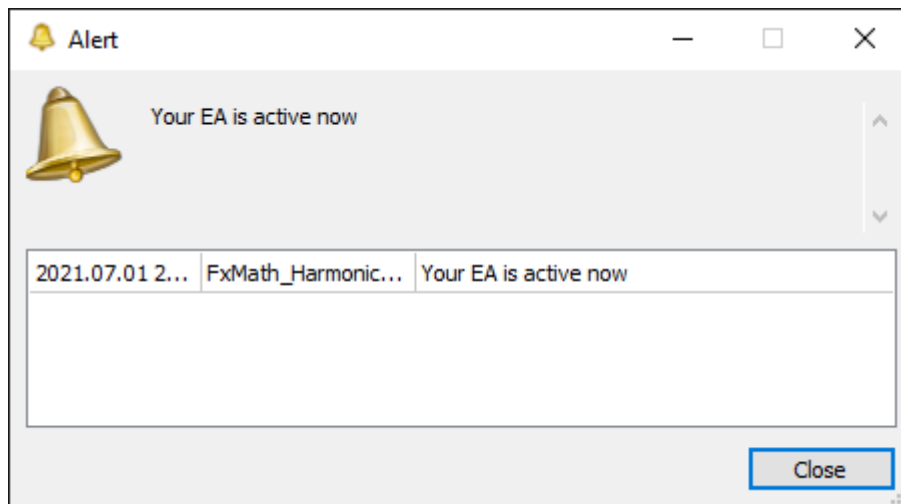 Alert
Your EA is active now
2021.07.01 2... FxMath_Harmonic... Your EA is active now
Close